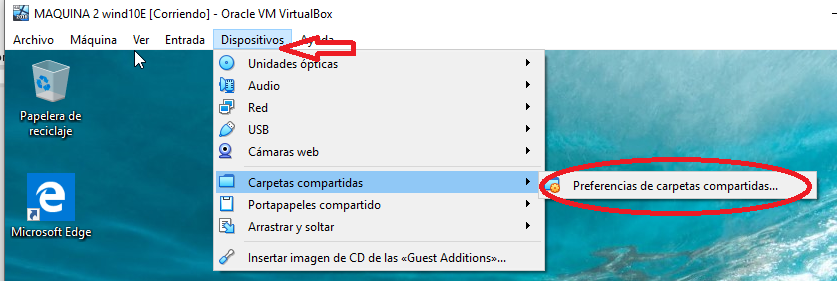 MAQUINA 2 wind10E [Corriendo] - Oracle VM VirtualBox
Archivo Máquina Ver Entrada Dispositivos Ayuda
Unidades ópticas
Audio
Red
USB
Cámaras web
Carpetas compartidas
Preferencias de carpetas compartidas...
Portapapeles compartido
Arrastrar y soltar
Insertar imagen de CD de las «Guest Additions»...
Papelera de
reciclaje
Microsoft Edge